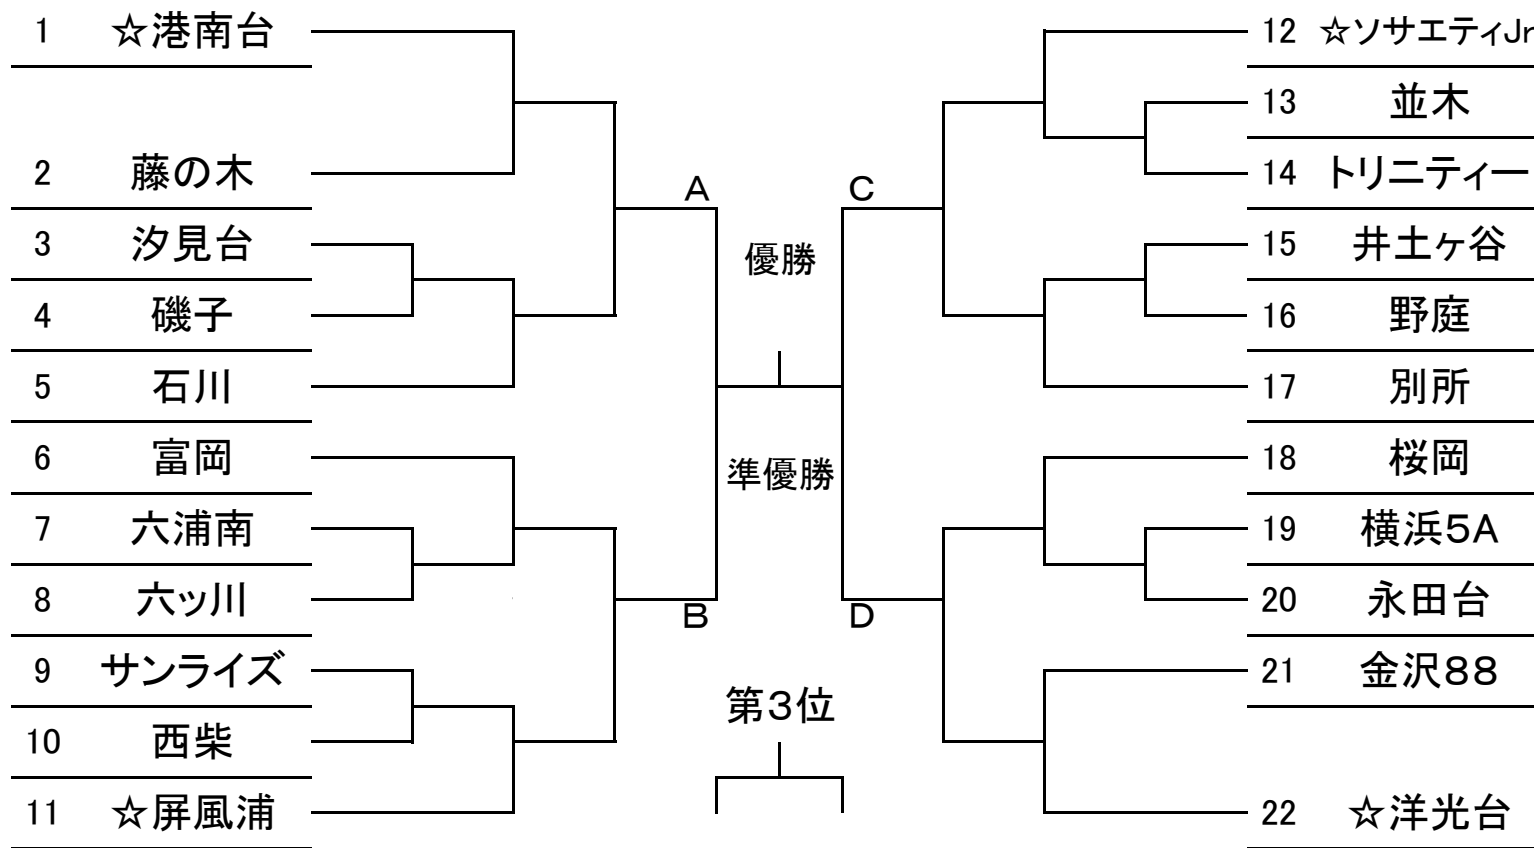 1 ☆港南台
2 藤の木
3 汐見台
4 磯子
5 石川
6 富岡
7 六浦南
8 六ッ川
9 サンライズ
10 西柴
11 ☆屏風浦
A
B
優勝
準優勝
第3位
C
D
12 ☆ソサエティJr
13 並木
14 トリニティー
15 井土ヶ谷
16 野庭
17 別所
18 桜岡
19 横浜5A
20 永田台
21 金沢88
22 ☆洋光台